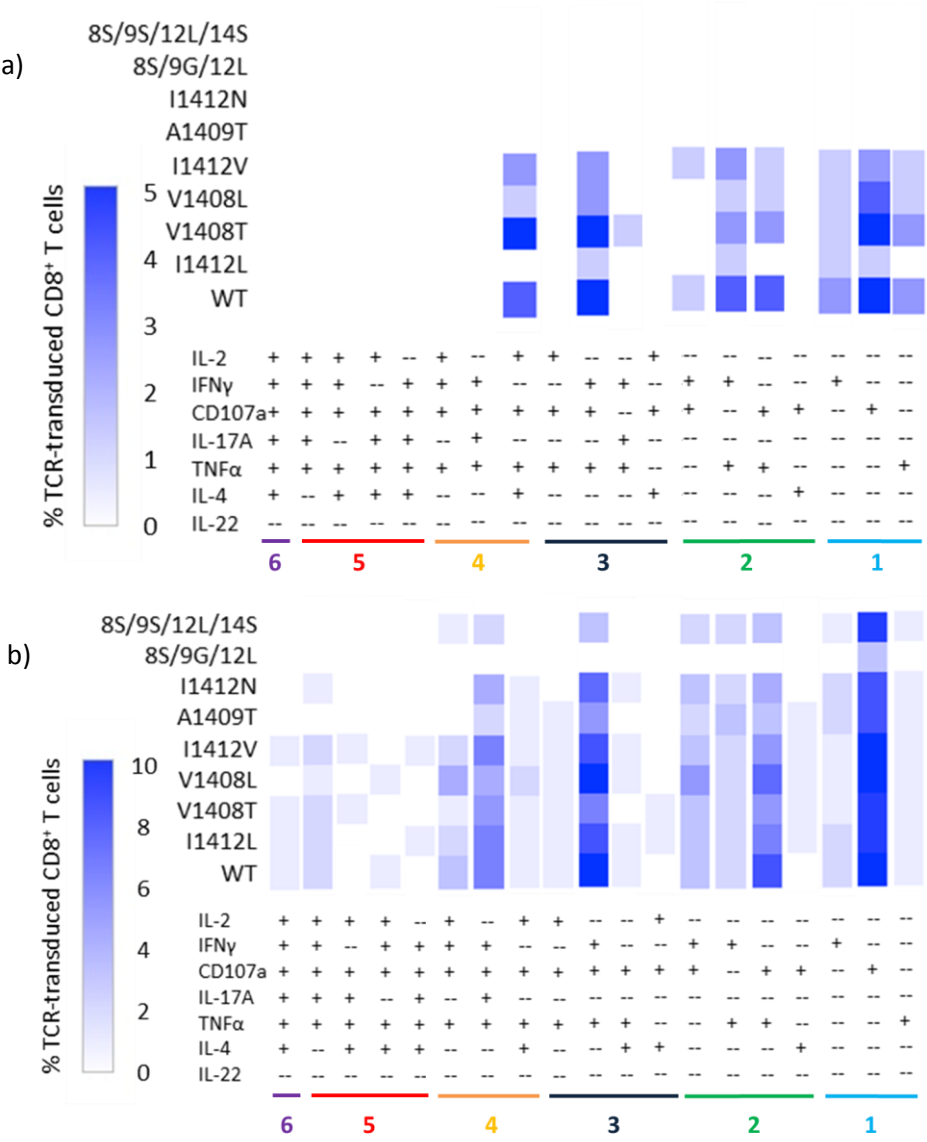 a)
8S/9S/12L/14S
8S/9G/12L
I1412N
A1409T
I1412V
V1408L
V1408T
I1412L
WT
% TCR-transduced CD8⁺ T cells
5
4
3
2
1
0
IL-2 + + + + -- + -- + + -- -- + -- -- -- -- -- -- --
IFNγ + + + -- + + + -- -- + + -- + + -- -- + -- --
CD107a + + + + + + + + + + -- + + -- + + -- + --
IL-17A + + -- + + -- + -- -- -- + -- -- -- -- -- -- -- --
TNFα + + + + + + + + + + + -- -- + + -- -- -- +
IL-4 + -- + + + -- -- + -- -- -- + -- -- -- + -- -- --
IL-22 -- -- -- -- -- -- -- -- -- -- -- -- -- -- -- -- -- -- --
6 5 4 3 2 1
b)
8S/9S/12L/14S
8S/9G/12L
I1412N
A1409T
I1412V
V1408L
V1408T
I1412L
WT
% TCR-transduced CD8⁺ T cells
10
8
6
4
2
0
IL-2 + + + + -- + -- + + -- -- + -- -- -- -- -- -- --
IFNγ + + -- + + + + -- -- + -- -- + + -- -- + -- --
CD107a + + + + + + + + + + + + + -- + + -- + --
IL-17A + + + -- + -- + -- -- -- -- -- -- -- -- -- -- -- --
TNFα + + + + + + + + + + + -- -- + + -- -- -- +
IL-4 + -- + + + -- -- + -- -- + + -- -- -- + -- -- --
IL-22 -- -- -- -- -- -- -- -- -- -- -- -- -- -- -- -- -- -- --
6 5 4 3 2 1